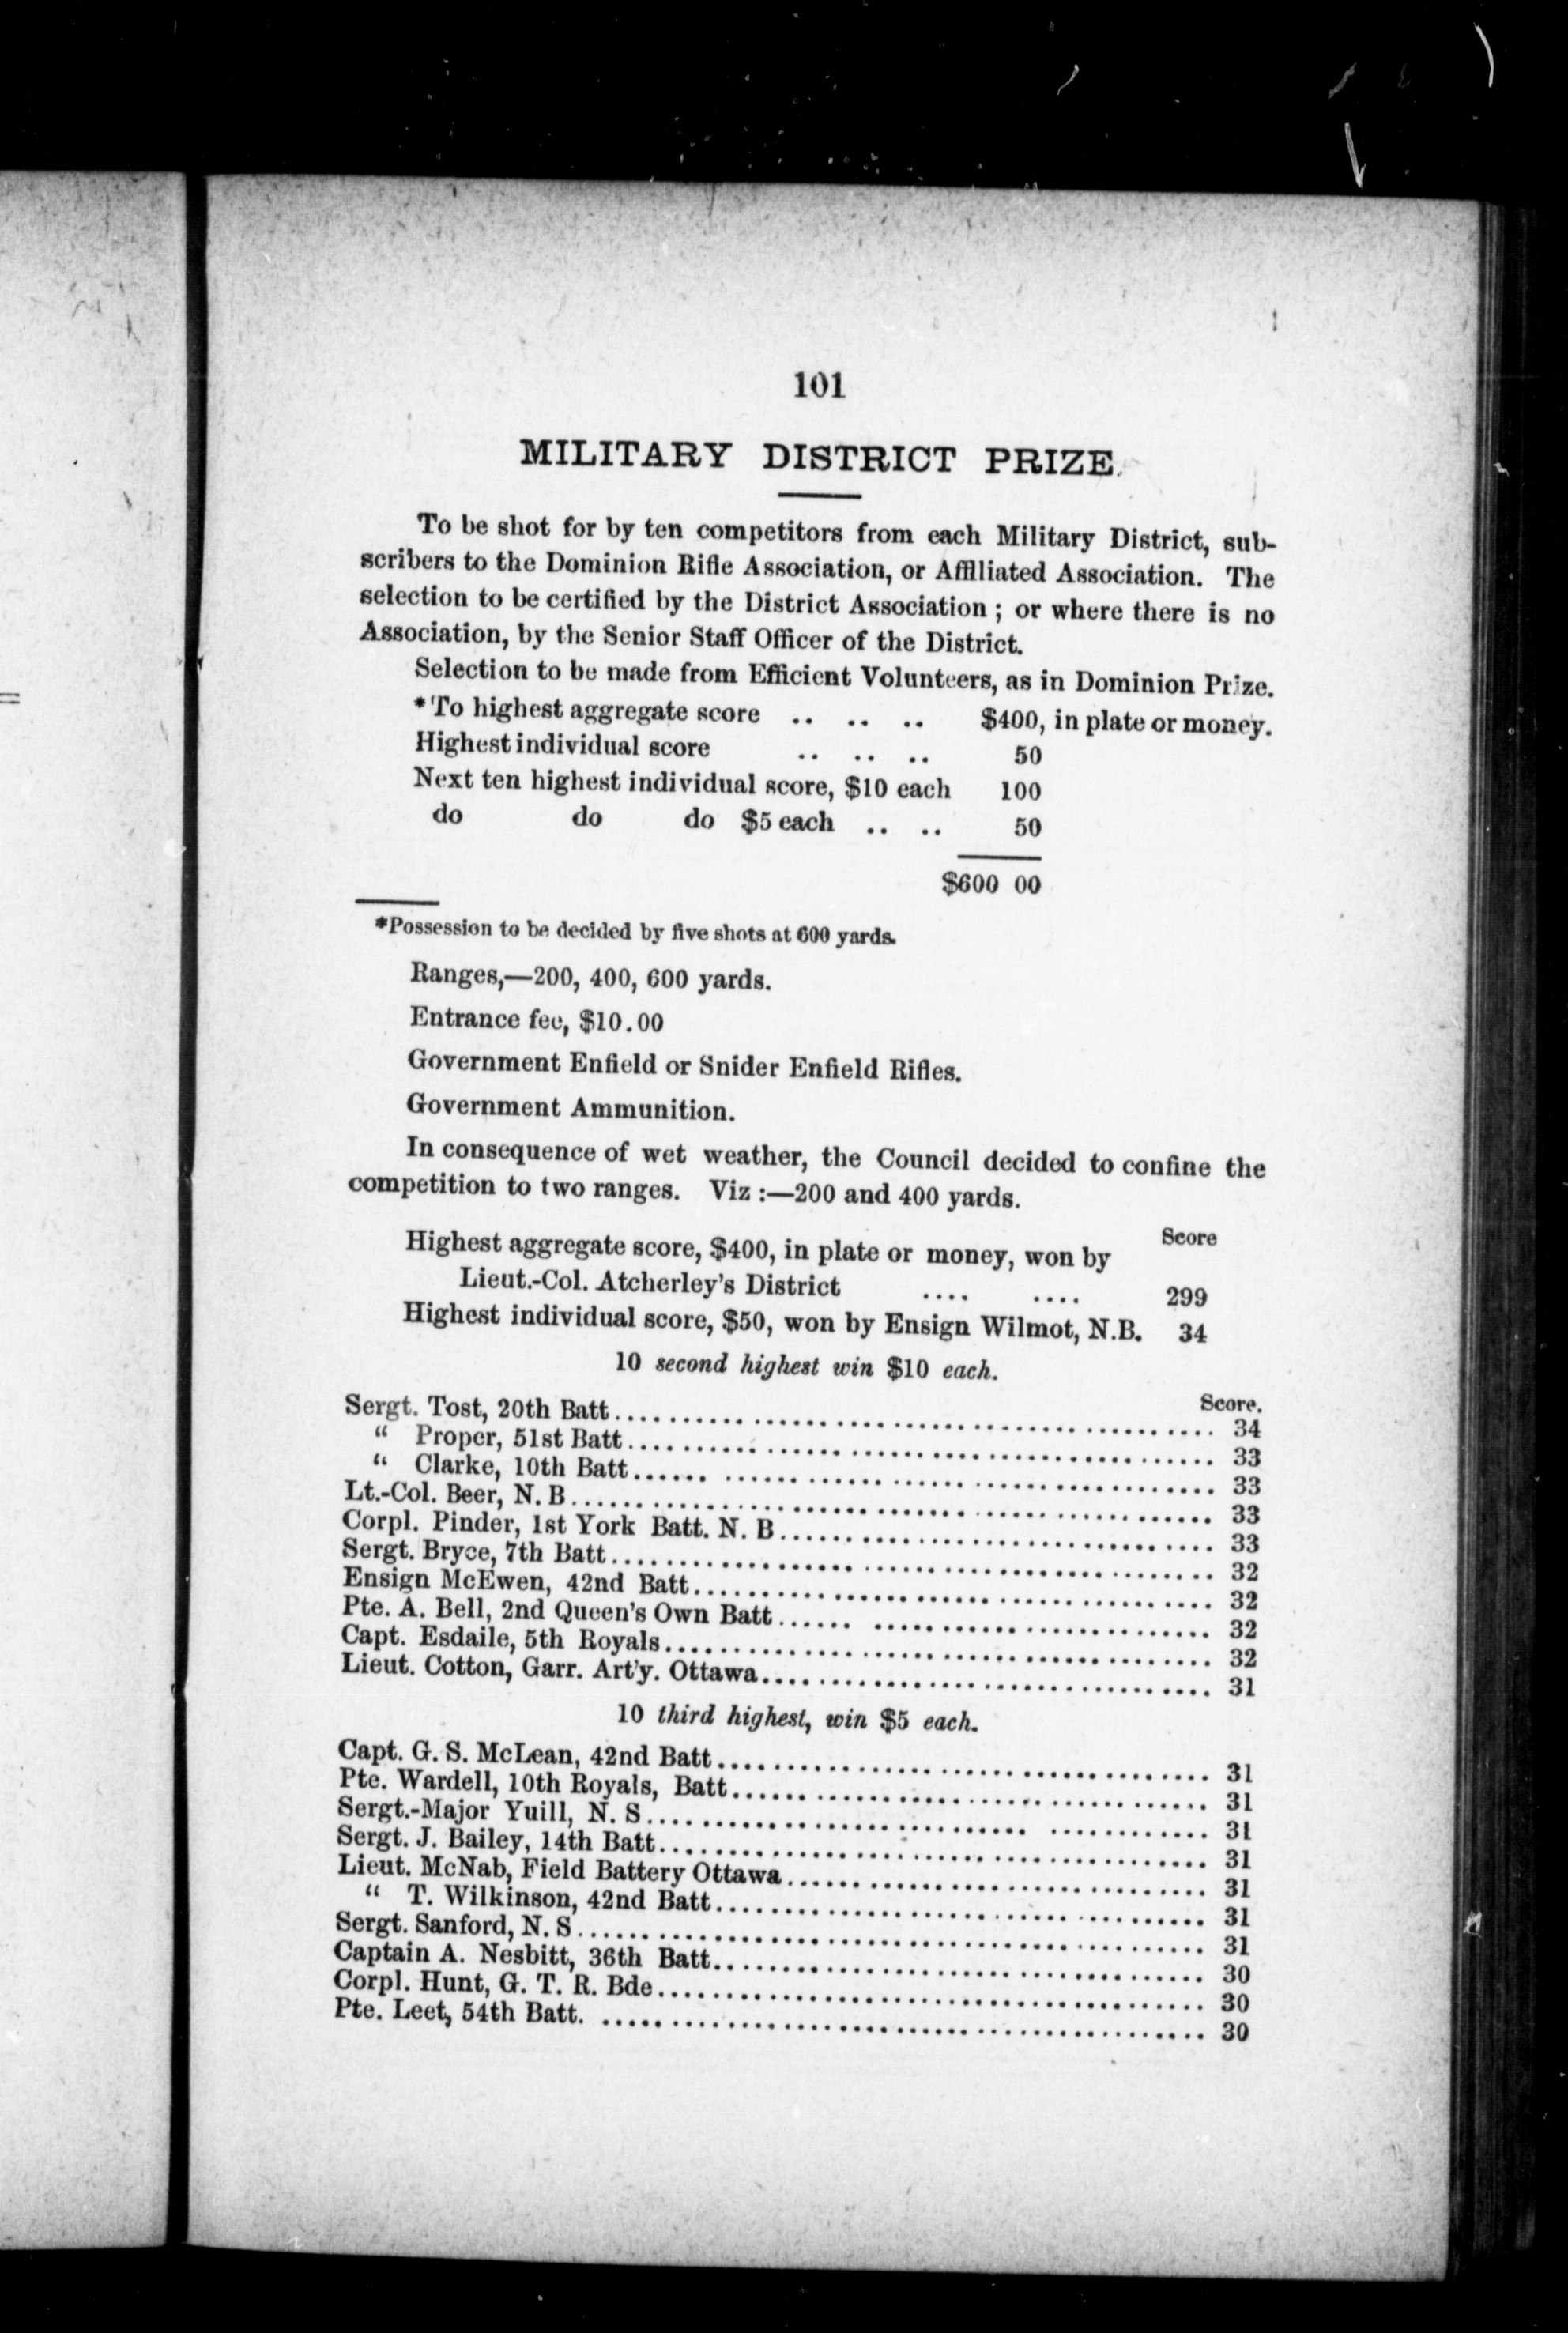 101
MILITARY DISTRICT PRIZE.
To be shot for by ten competitors from each Military District, sub-
scribers to the Dominion Rifle Association, or Affiliated Association. The
selection to be certified by the District Association ; or where there is no
Association, by the Senior Staff Officer of the District.
Selection to be made from Efficient Volunteers, as in Dominion Prize.
*To highest aggregate score .. .. .. $400, in plate or money.
Highest individual score .. .. .. 50
Next ten highest individual score, $10 each 100
do do do $5 each .. .. 50
$600 00
*Possession to be decided by five shots at 600 yards.
Ranges,—200, 400, 600 yards.
Entrance fee, $10.00
Government Enfield or Snider Enfield Rifles.
Government Ammunition.
In consequence of wet weather, the Council decided to confine the
competition to two ranges. Viz :—200 and 400 yards.
Score
Highest aggregate score, $400, in plate or money, won by
Lieut.-Col. Atcherley's District .... .... 299
Highest individual score, $50, won by Ensign Wilmot, N.B. 34
10 second highest win $10 each.
Score.
Sergt. Tost, 20th Batt........ 34
“ Proper, 51st Batt........ 33
“ Clarke, 10th Batt........ 33
Lt.-Col. Beer, N. B........ 33
Corpl. Pinder, 1st York Batt. N. B........ 33
Sergt. Bryce, 7th Batt........ 32
Ensign McEwen, 42nd Batt........ 32
Pte. A. Bell, 2nd Queen's Own Batt........ 32
Capt. Esdaile, 5th Royals........ 32
Lieut. Cotton, Garr. Art'y. Ottawa........ 31
10 third highest, win $5 each.
Capt. G. S. McLean, 42nd Batt........ 31
Pte. Wardell, 10th Royals, Batt........ 31
Sergt.-Major Yuill, N. S........ 31
Sergt. J. Bailey, 14th Batt........ 31
Lieut. McNab, Field Battery Ottawa........ 31
“ T. Wilkinson, 42nd Batt........ 31
Sergt. Sanford, N. S........ 31
Captain A. Nesbitt, 36th Batt........ 30
Corpl. Hunt, G. T. R. Bde........ 30
Pte. Leet, 54th Batt. ........ 30